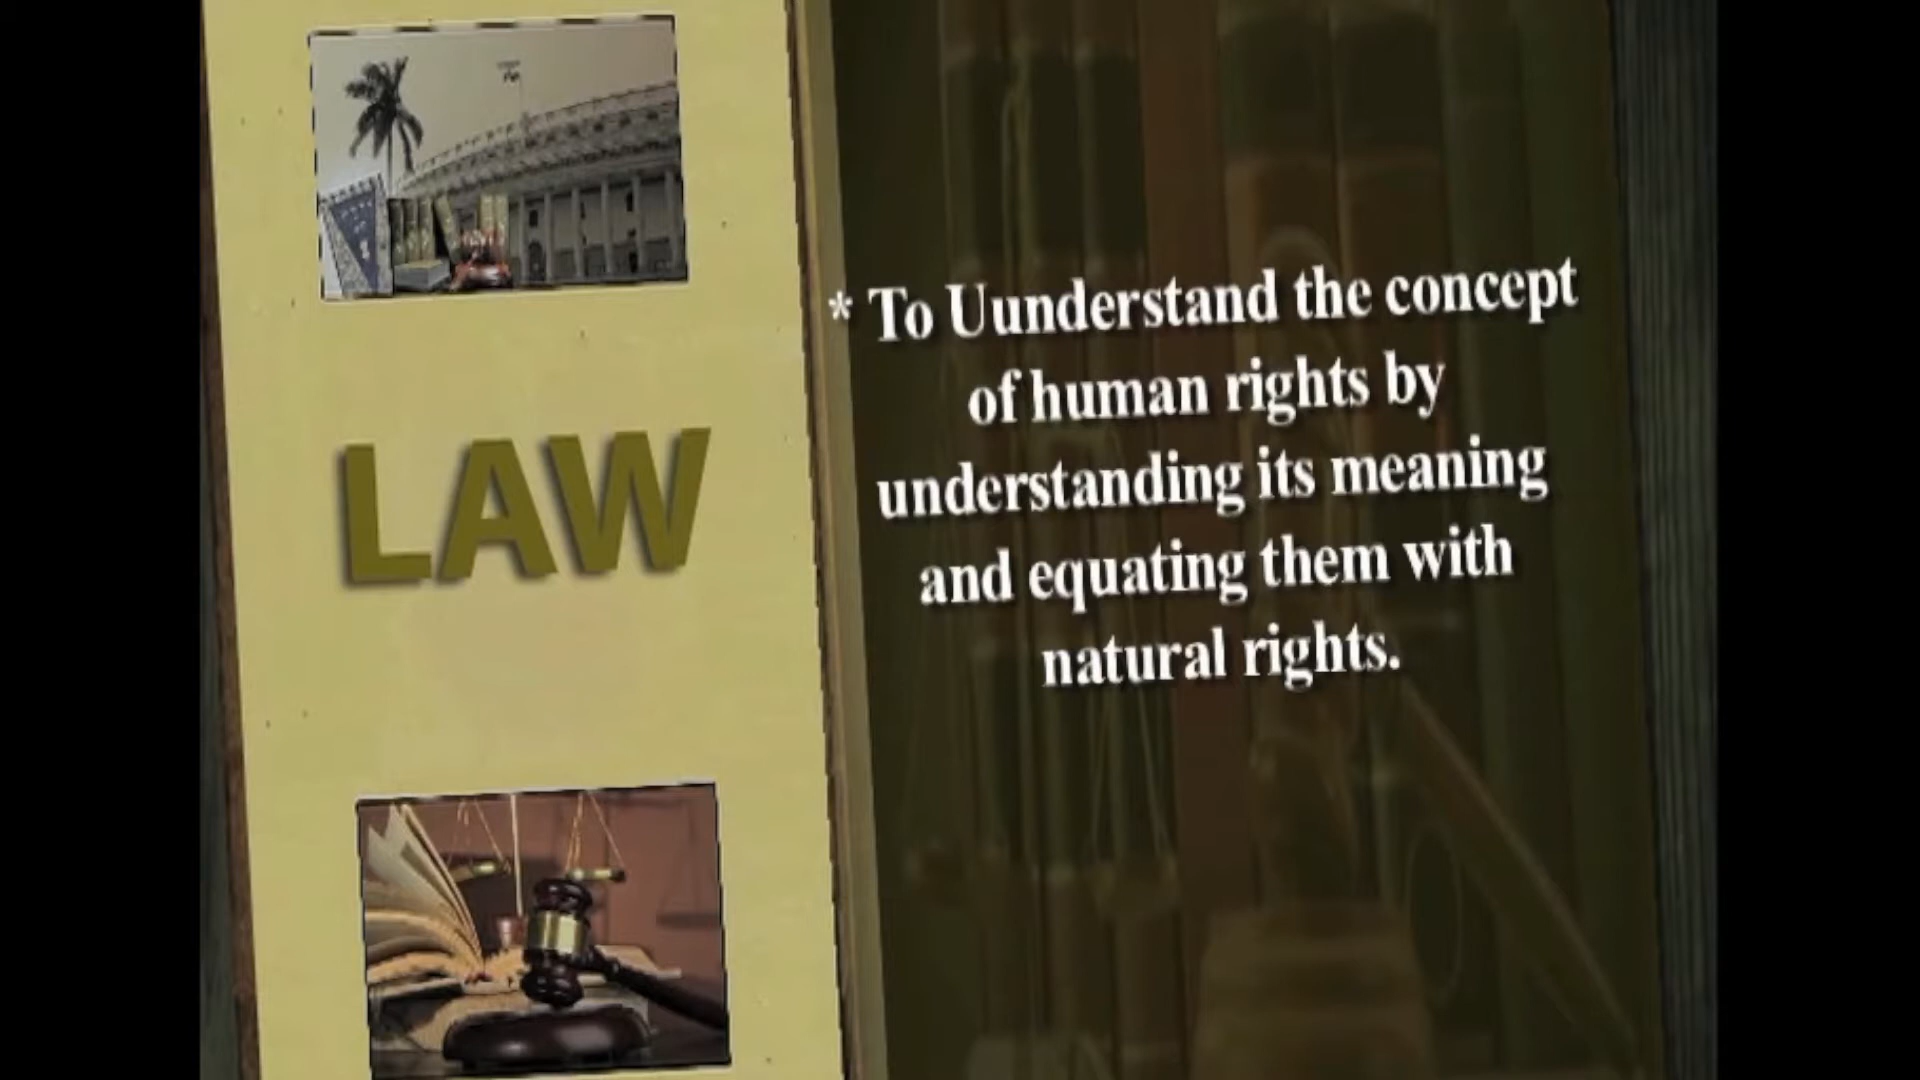 LAW
* To Uunderstand the concept
of human rights by
understanding its meaning
and equating them with
natural rights.